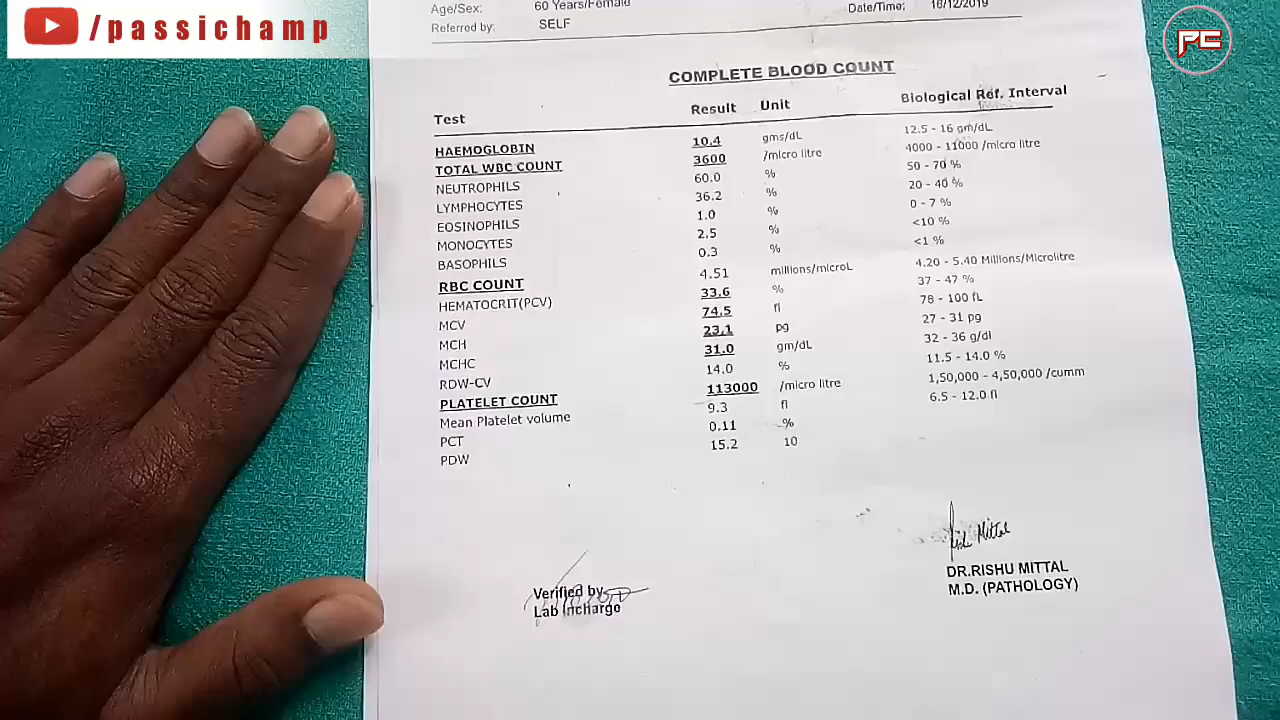 /passichamp
PC
Age/Sex: 60 Years/Female Date/Time: 16/12/2019
Referred by: SELF
COMPLETE BLOOD COUNT
Test Result Unit Biological Ref. Interval
HAEMOGLOBIN 10.4 gms/dL 12.5 - 16 gm/dL
TOTAL WBC COUNT 3600 /micro litre 4000 - 11000 /micro litre
NEUTROPHILS 60.0 % 50 - 70 %
LYMPHOCYTES 36.2 % 20 - 40 %
EOSINOPHILS 1.0 % 0 - 7 %
MONOCYTES 2.5 % <10 %
BASOPHILS 0.3 % <1 %
RBC COUNT 4.51 millions/microL 4.20 - 5.40 Millions/Microlitre
HEMATOCRIT(PCV) 33.6 % 37 - 47 %
MCV 74.5 fl 78 - 100 fL
MCH 23.1 pg 27 - 31 pg
MCHC 31.0 gm/dL 32 - 36 g/dl
RDW-CV 14.0 % 11.5 - 14.0 %
PLATELET COUNT 113000 /micro litre 1,50,000 - 4,50,000 /cumm
Mean Platelet volume 9.3 fl 6.5 - 12.0 fl
PCT 0.11 %
PDW 15.2 10
Verified by
Lab Incharge
DR.RISHU MITTAL
M.D. (PATHOLOGY)